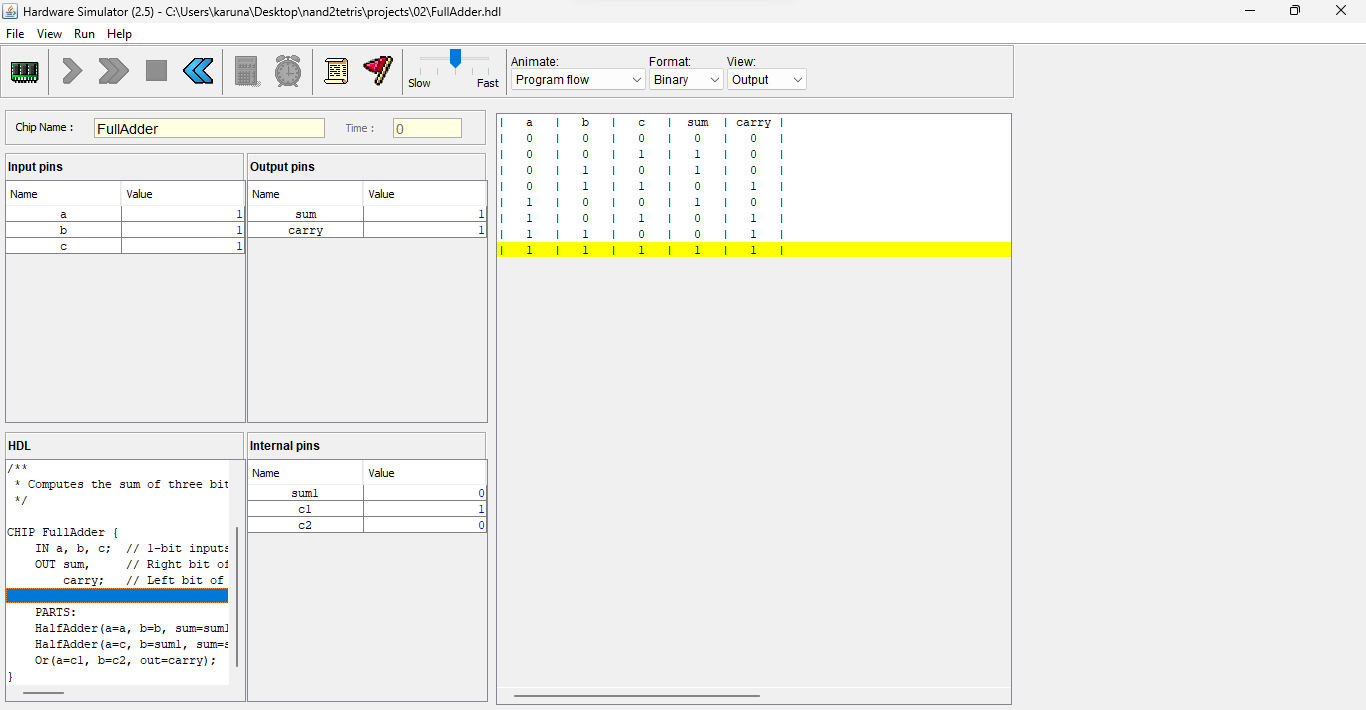 Hardware Simulator (2.5) - C:\Users\karuna\Desktop\nand2tetris\projects\02\FullAdder.hdl
File View Run Help
Slow Fast
Animate: Format: View:
Program flow Binary Output
Chip Name : FullAdder Time : 0
Input pins
Name Value
a 1
b 1
c 1
Output pins
Name Value
sum 1
carry 1
| a | b | c | sum | carry |
| 0 | 0 | 0 | 0 | 0 |
| 0 | 0 | 1 | 1 | 0 |
| 0 | 1 | 0 | 1 | 0 |
| 0 | 1 | 1 | 0 | 1 |
| 1 | 0 | 0 | 1 | 0 |
| 1 | 0 | 1 | 0 | 1 |
| 1 | 1 | 0 | 0 | 1 |
| 1 | 1 | 1 | 1 | 1 |
HDL
/**
* Computes the sum of three bit
*/
CHIP FullAdder {
IN a, b, c; // 1-bit inputs
OUT sum, // Right bit of
carry; // Left bit of
PARTS:
HalfAdder(a=a, b=b, sum=sum1
HalfAdder(a=c, b=sum1, sum=s
Or(a=c1, b=c2, out=carry);
}
Internal pins
Name Value
sum1 0
c1 1
c2 0